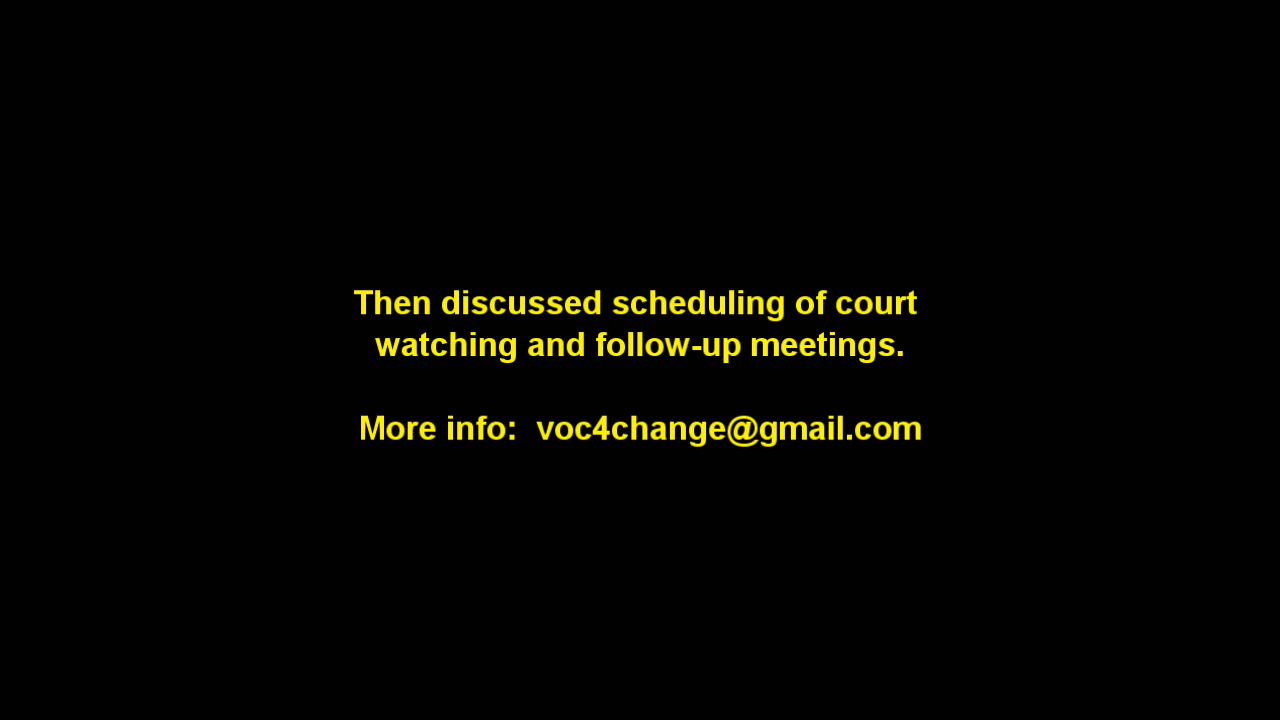 Then discussed scheduling of court
watching and follow-up meetings.
More info:  voc4change@gmail.com